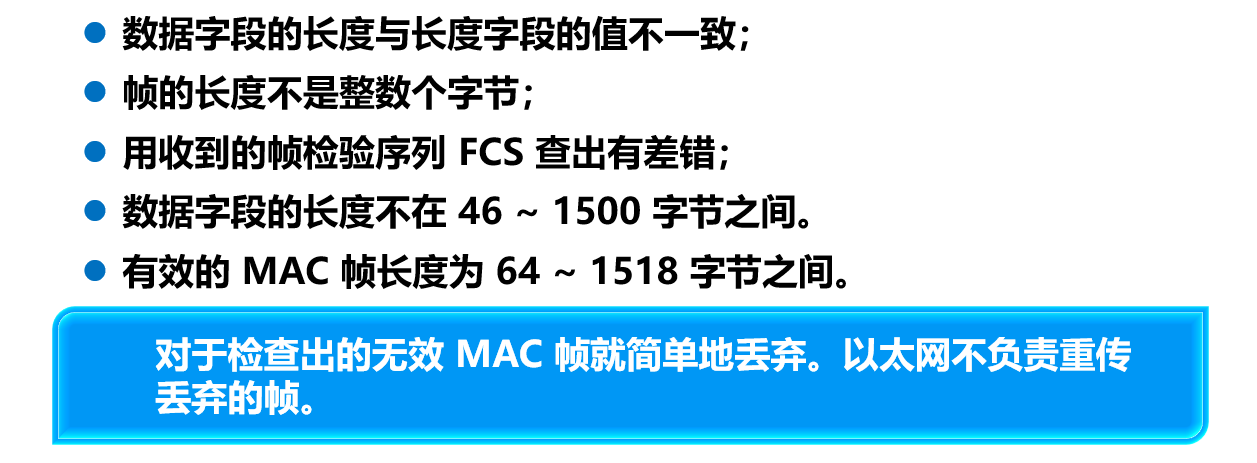 数据字段的长度与长度字段的值不一致；
帧的长度不是整数个字节；
用收到的帧检验序列 FCS 查出有差错；
数据字段的长度不在 46 ~ 1500 字节之间。
有效的 MAC 帧长度为 64 ~ 1518 字节之间。
对于检查出的无效 MAC 帧就简单地丢弃。以太网不负责重传
丢弃的帧。